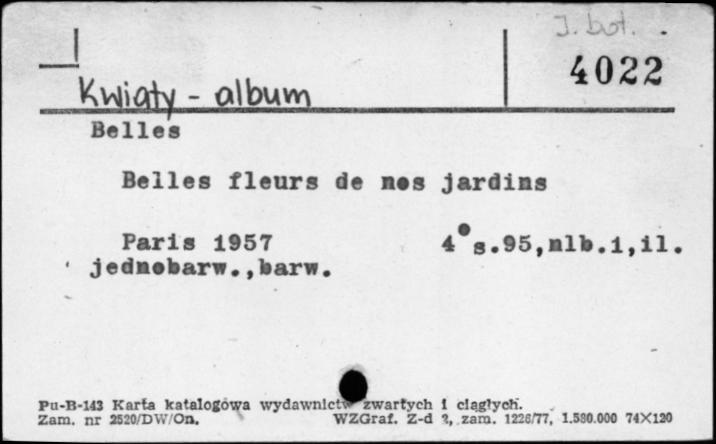 I. bot.
4022
Kwiaty - album
Belles
Belles fleurs de nos jardins
Paris 1957 4° s.95,nlb.1,il.
jednobarw.,barw.
Pu-B-143 Karta katalogowa wydawnictw zwartych i ciągłych.
Zam. nr 2520/DW/On. WZGraf. Z-d 2, zam. 1226/77, 1.580.000 74X120